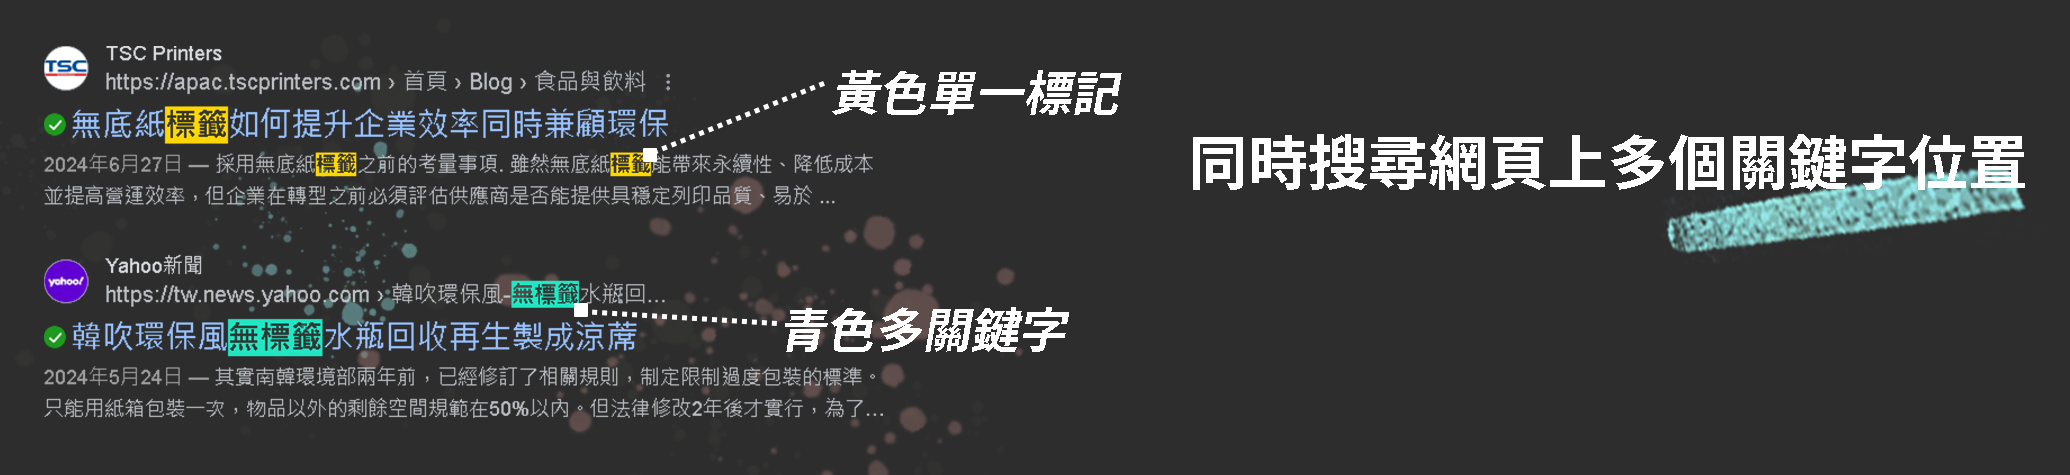 TSC
TSC Printers
https://apac.tscprinters.com › 首頁 › Blog › 食品與飲料
無底紙標籤如何提升企業效率同時兼顧環保
2024年6月27日 — 採用無底紙標籤之前的考量事項. 雖然無底紙標籤能帶來永續性、降低成本
並提高營運效率，但企業在轉型之前必須評估供應商是否能提供具穩定列印品質、易於 ...
黃色單一標記
同時搜尋網頁上多個關鍵字位置
yahoo!
Yahoo新聞
https://tw.news.yahoo.com › 韓吹環保風-無標籤水瓶回...
韓吹環保風無標籤水瓶回收再生製成涼蓆
2024年5月24日 — 其實南韓環境部兩年前，已經修訂了相關規則，制定限制過度包裝的標準。
只能用紙箱包裝一次，物品以外的剩餘空間規範在50%以內。但法律修改2年後才實行，為了...
青色多關鍵字